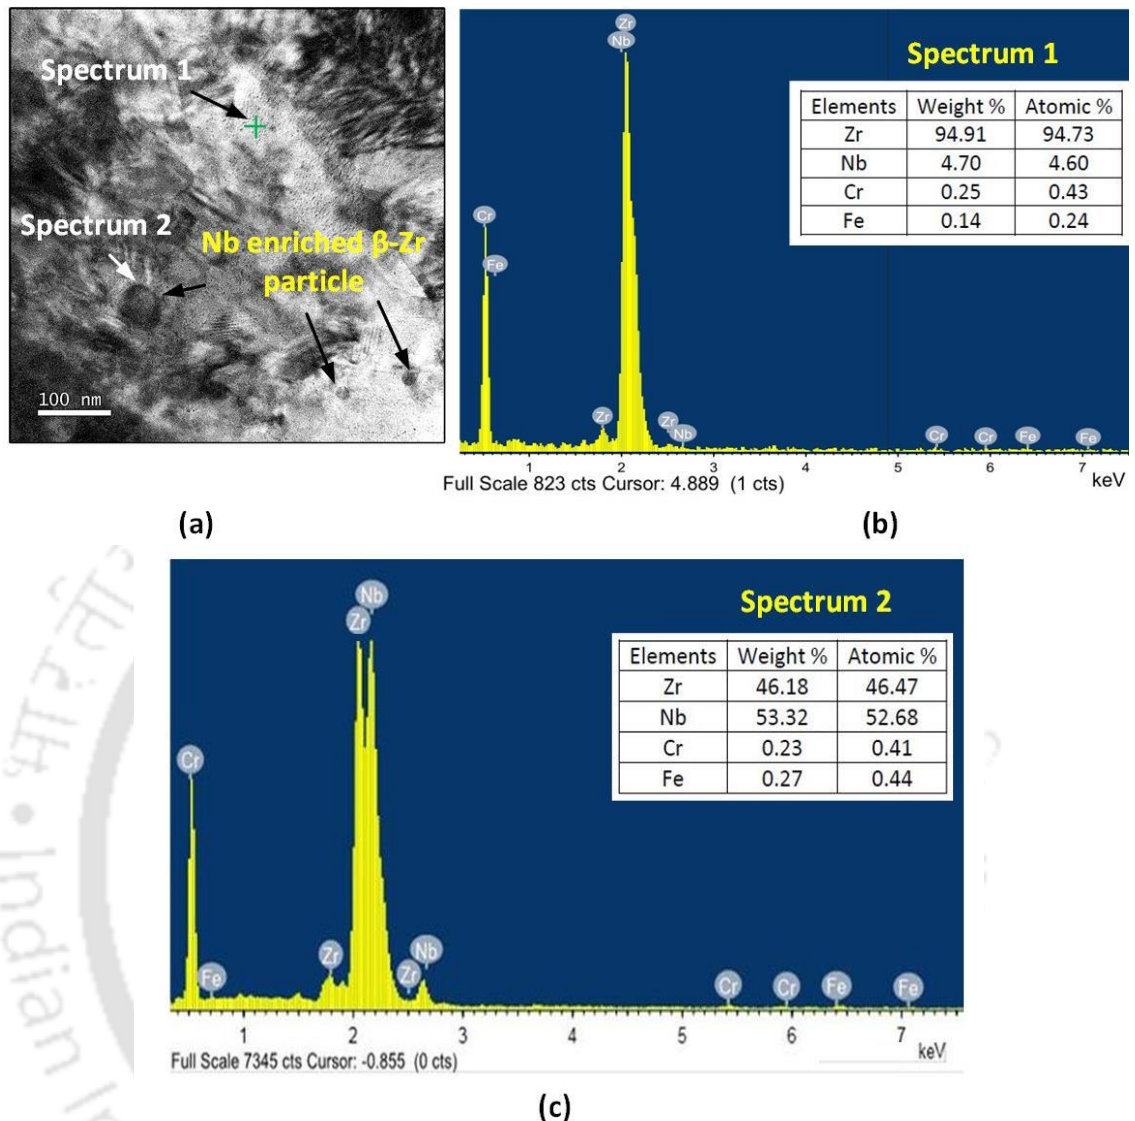 Spectrum 1
Spectrum 2
Nb enriched β-Zr
particle
100 nm
(a)
Zr
Nb
Cr
Fe
Zr
Zr
Nb
Cr
Cr
Fe
Fe
Spectrum 1
Elements Weight % Atomic %
Zr 94.91 94.73
Nb 4.70 4.60
Cr 0.25 0.43
Fe 0.14 0.24
1 2 3 4 5 6 7
keV
Full Scale 823 cts Cursor: 4.889 (1 cts)
(b)
Nb
Zr
Cr
Fe
Zr
Zr
Nb
Cr
Cr
Fe
Fe
Spectrum 2
Elements Weight % Atomic %
Zr 46.18 46.47
Nb 53.32 52.68
Cr 0.23 0.41
Fe 0.27 0.44
1 2 3 4 5 6 7
keV
Full Scale 7345 cts Cursor: -0.855 (0 cts)
(c)
Indian